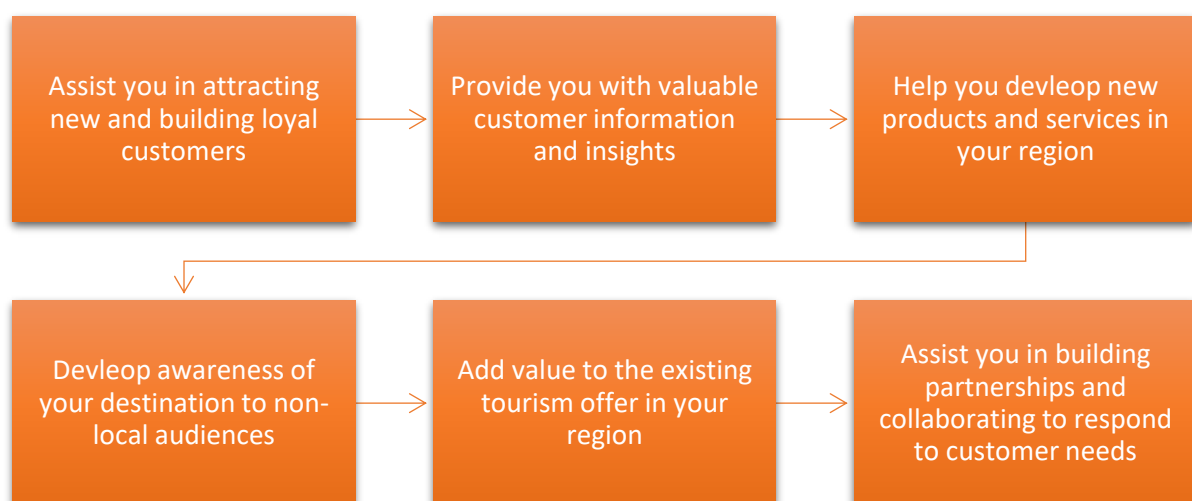 Assist you in attracting
new and building loyal
customers
Provide you with valuable
customer information
and insights
Help you devleop new
products and services in
your region
Devleop awareness of
your destination to non-
local audiences
Add value to the existing
tourism offer in your
region
Assist you in building
partnerships and
collaborating to respond
to customer needs